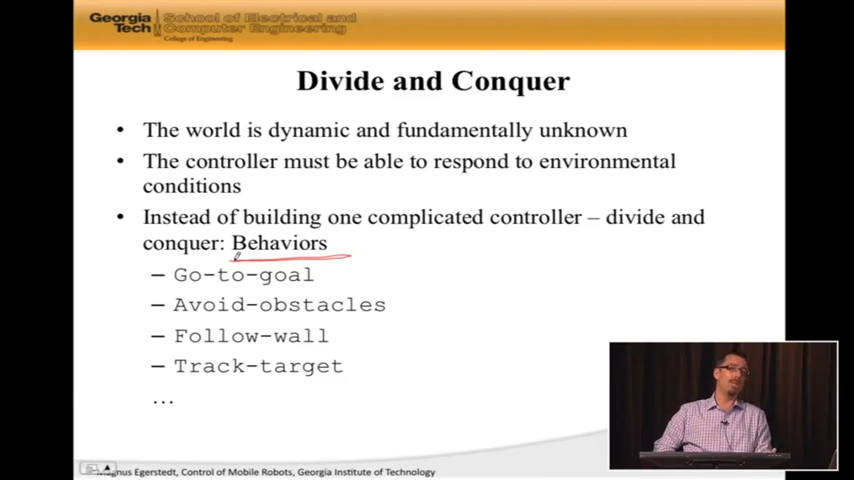 Georgia Tech
School of Electrical and
Computer Engineering
College of Engineering
Divide and Conquer
• The world is dynamic and fundamentally unknown
• The controller must be able to respond to environmental
conditions
• Instead of building one complicated controller – divide and
conquer: Behaviors
– Go-to-goal
– Avoid-obstacles
– Follow-wall
– Track-target
…
Magnus Egerstedt, Control of Mobile Robots, Georgia Institute of Technology